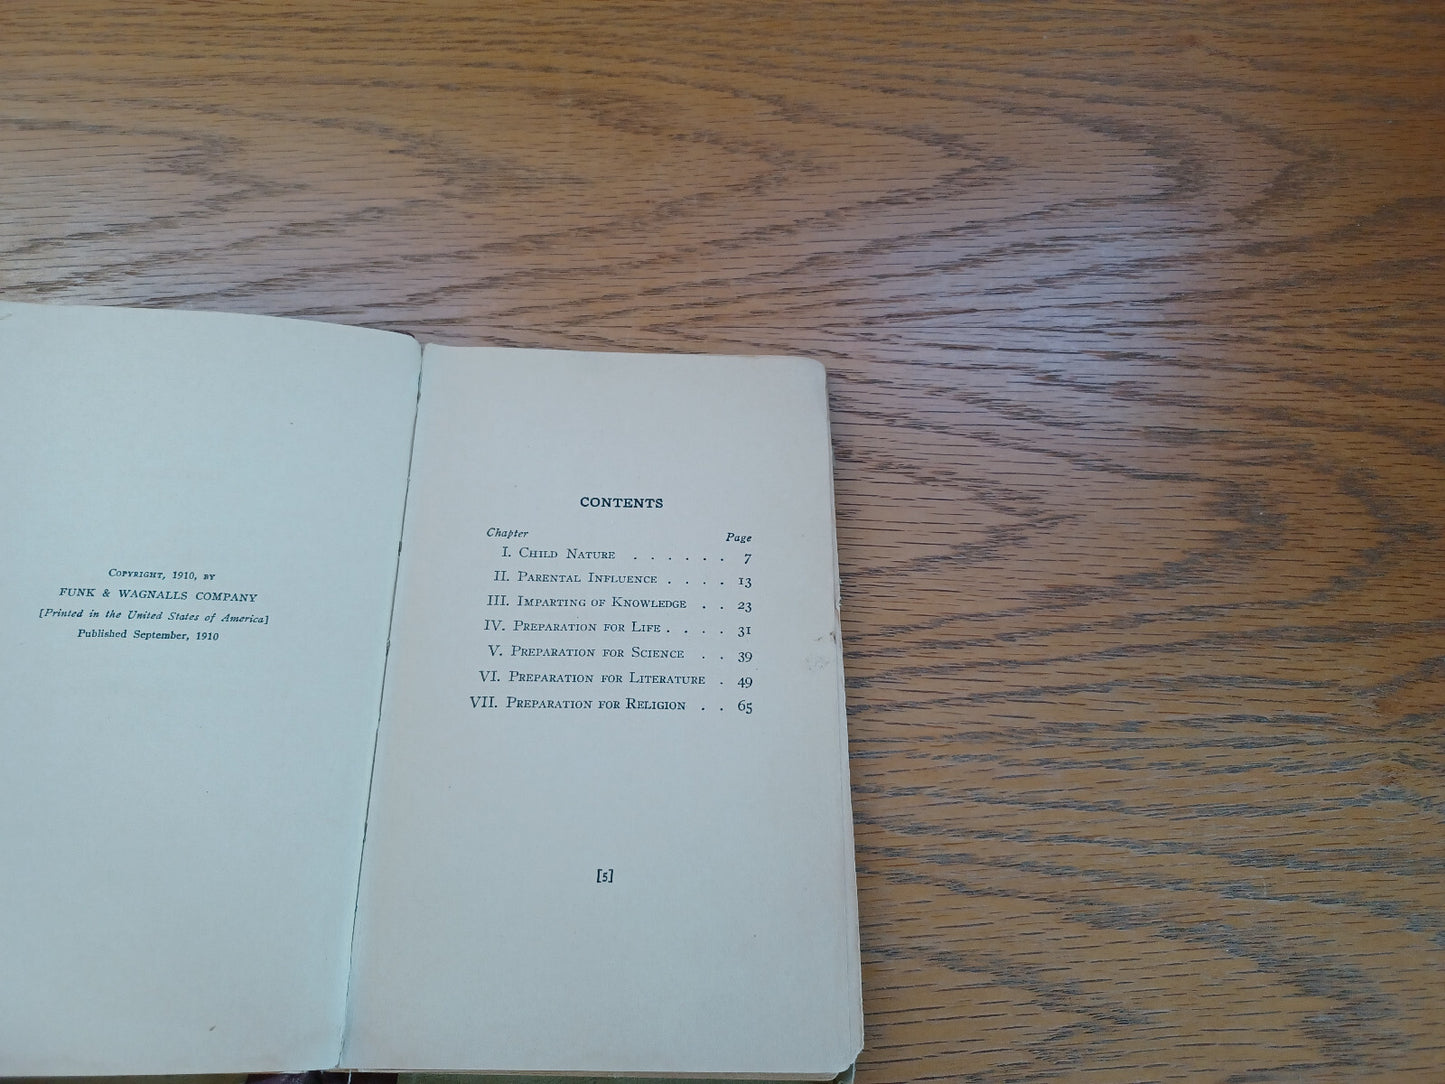 Copyright, 1910, by
FUNK & WAGNALLS COMPANY
[Printed in the United States of America]
Published September, 1910
CONTENTS
Chapter Page
I. Child Nature . . . . . . 7
II. Parental Influence . . . . 13
III. Imparting of Knowledge . . 23
IV. Preparation for Life . . . . 31
V. Preparation for Science . . 39
VI. Preparation for Literature . 49
VII. Preparation for Religion . . 65
[5]